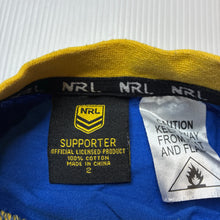 NRL NRL NRL
NRL
SUPPORTER
OFFICIAL LICENSED PRODUCT
100% COTTON
MADE IN CHINA
2
CAUTION
KEEP
FROM
AWAY
AND FLAT